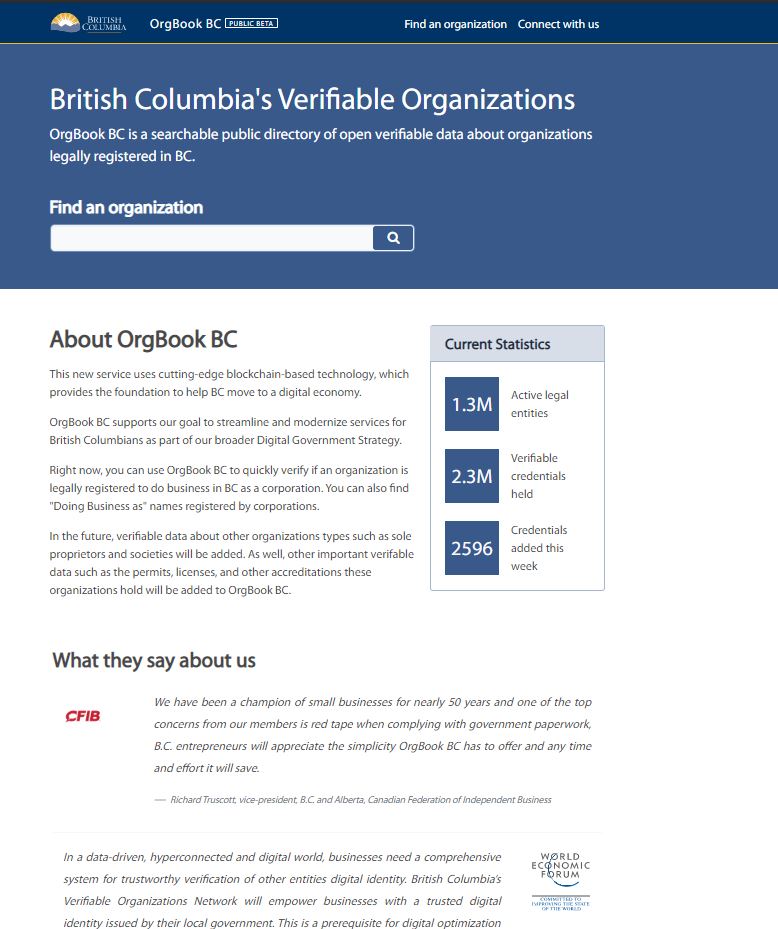 BRITISH
COLUMBIA
OrgBook BC PUBLIC BETA
Find an organization Connect with us
British Columbia's Verifiable Organizations
OrgBook BC is a searchable public directory of open verifiable data about organizations
legally registered in BC.
Find an organization
About OrgBook BC
This new service uses cutting-edge blockchain-based technology, which
provides the foundation to help BC move to a digital economy.
OrgBook BC supports our goal to streamline and modernize services for
British Columbians as part of our broader Digital Government Strategy.
Right now, you can use OrgBook BC to quickly verify if an organization is
legally registered to do business in BC as a corporation. You can also find
"Doing Business as" names registered by corporations.
In the future, verifiable data about other organizations types such as sole
proprietors and societies will be added. As well, other important verifable
data such as the permits, licenses, and other accreditations these
organizations hold will be added to OrgBook BC.
Current Statistics
1.3M
Active legal
entities
2.3M
Verifiable
credentials
held
2596
Credentials
added this
week
What they say about us
CFIB
We have been a champion of small businesses for nearly 50 years and one of the top
concerns from our members is red tape when complying with government paperwork,
B.C. entrepreneurs will appreciate the simplicity OrgBook BC has to offer and any time
and effort it will save.
— Richard Truscott, vice-president, B.C. and Alberta, Canadian Federation of Independent Business
In a data-driven, hyperconnected and digital world, businesses need a comprehensive
system for trustworthy verification of other entities digital identity. British Columbia's
Verifiable Organizations Network will empower businesses with a trusted digital
identity issued by their local government. This is a prerequisite for digital optimization
WORLD
ECONOMIC
FORUM
COMMITTED TO
IMPROVING THE STATE
OF THE WORLD